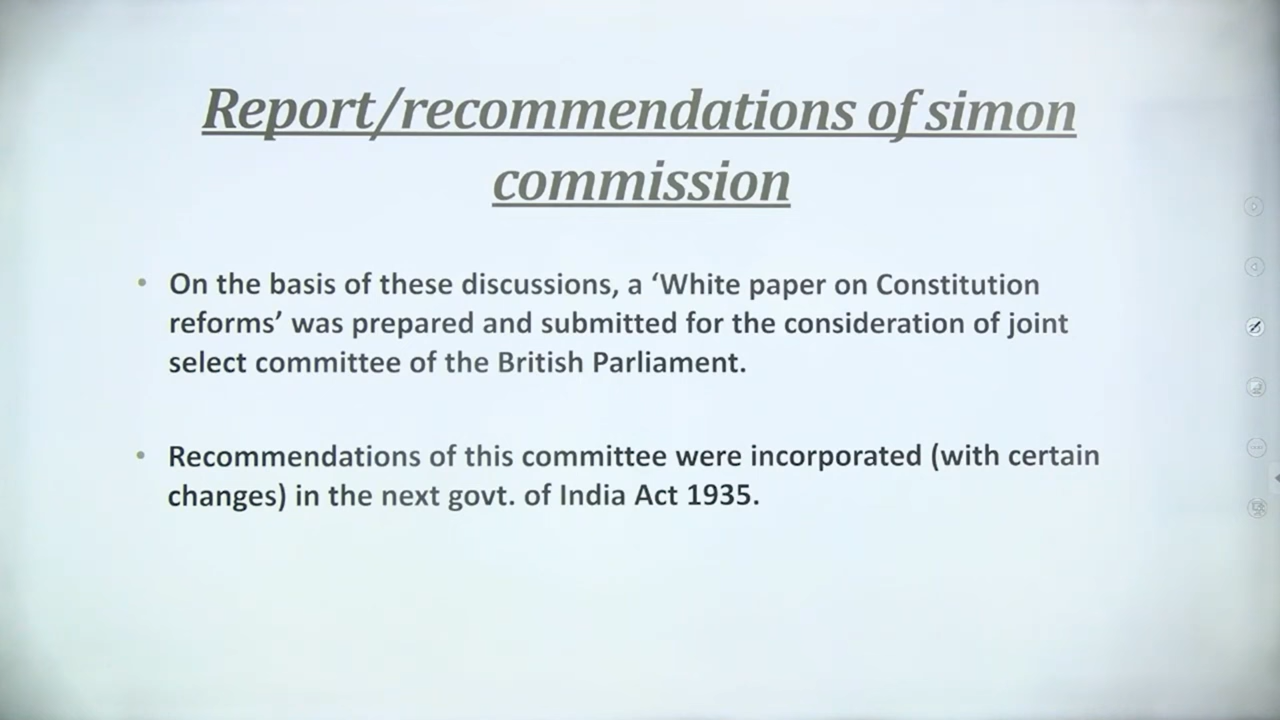 Report/recommendations of simon
commission
• On the basis of these discussions, a ‘White paper on Constitution
reforms’ was prepared and submitted for the consideration of joint
select committee of the British Parliament.
• Recommendations of this committee were incorporated (with certain
changes) in the next govt. of India Act 1935.